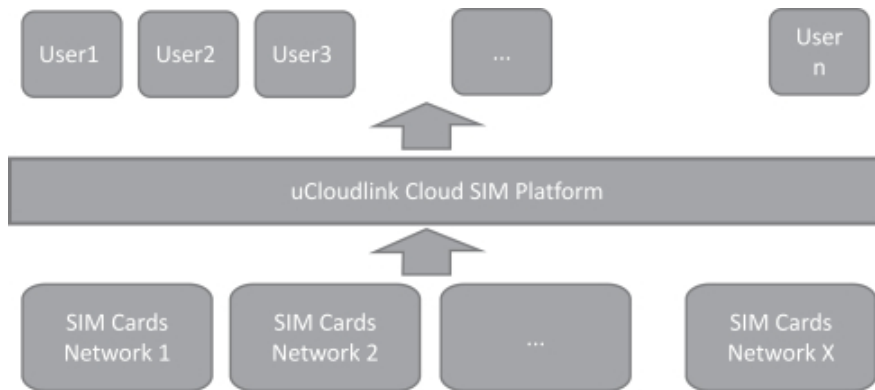 User1
User2
User3
...
User
n
uCloudlink Cloud SIM Platform
SIM Cards
Network 1
SIM Cards
Network 2
...
SIM Cards
Network X